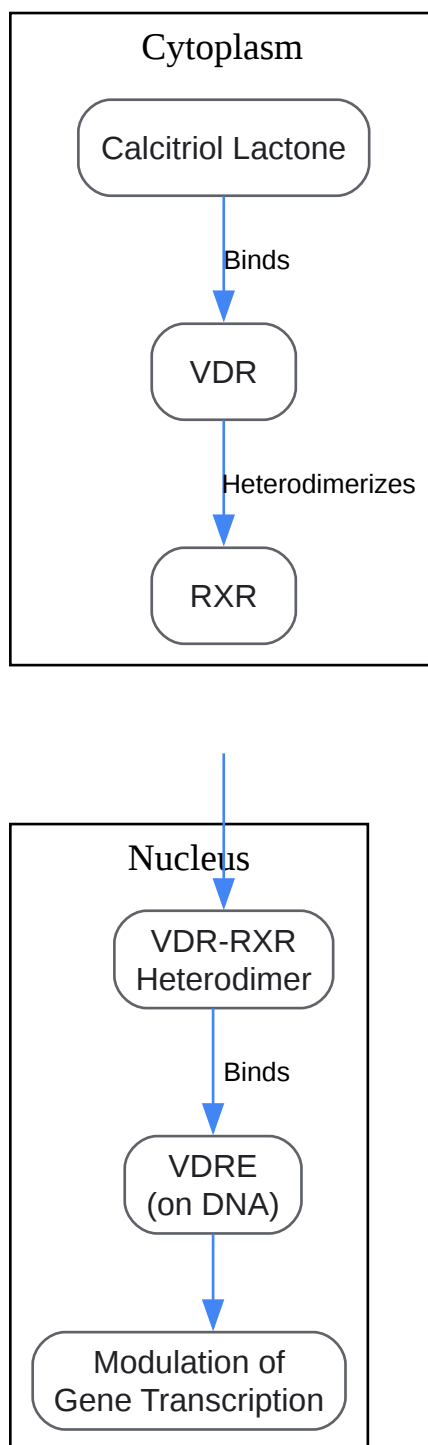 Cytoplasm
Calcitriol Lactone
Binds
VDR
Heterodimerizes
RXR
Nucleus
VDR-RXR
Heterodimer
Binds
VDRE
(on DNA)
Modulation of
Gene Transcription